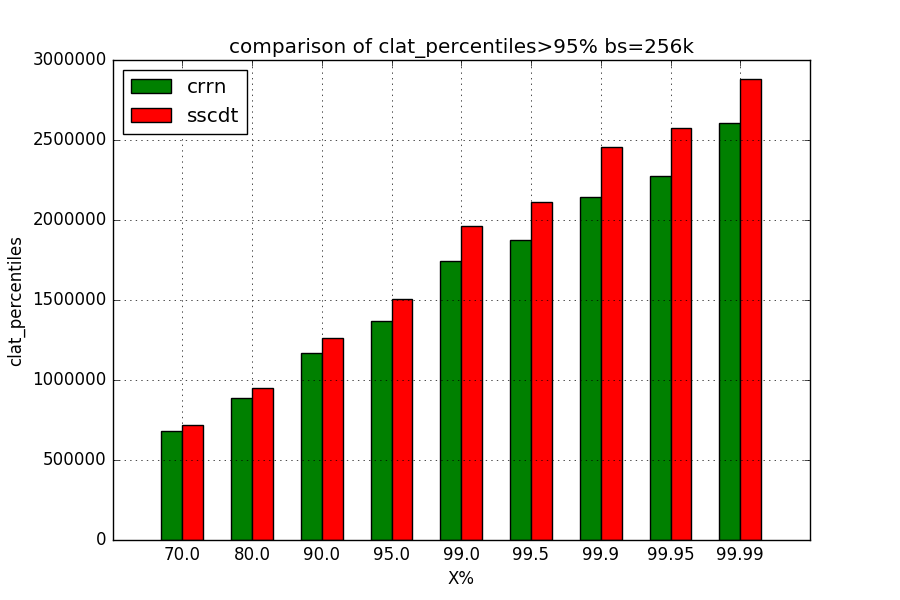 comparison of clat_percentiles>95% bs=256k
crrn
sscdt
3000000
2500000
2000000
1500000
1000000
500000
0
clat_percentiles
70.0 80.0 90.0 95.0 99.0 99.5 99.9 99.95 99.99
X%